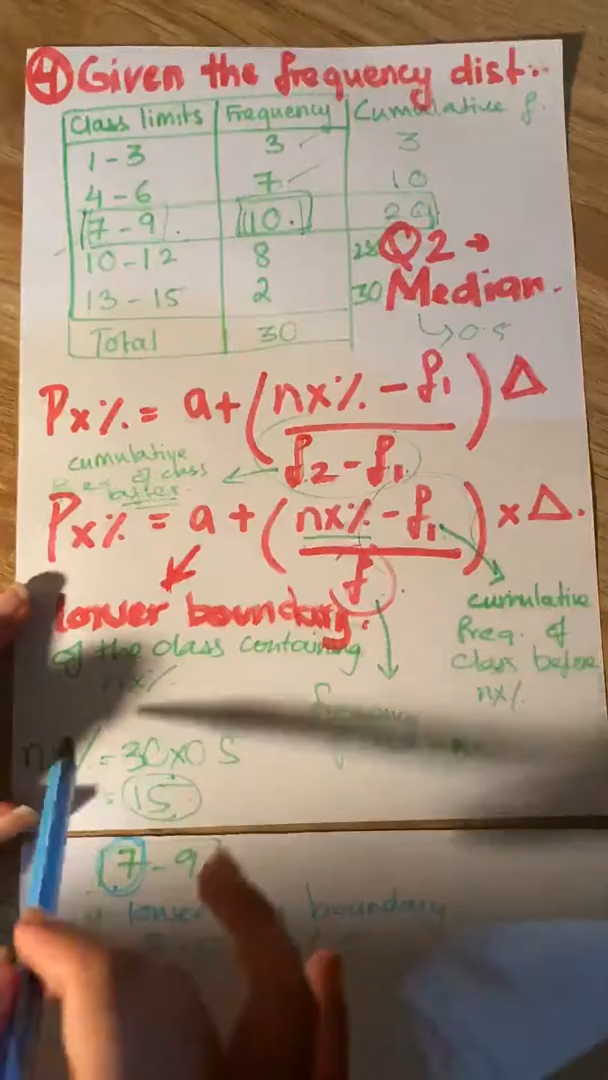 ④ Given the frequency dist...
Class limits Frequency Cumulative f.
1 - 3 3 3
4 - 6 7 10
7 - 9 10. 20
10 - 12 8 28
13 - 15 2 30
Total 30
Q2 →
Median.
↳ 0.5
Px% = a + (nx% - f1 / f2 - f1) Δ
cumulative
of class
after
Px% = a + (nx% - f1 / f) x Δ.
lower boundary.
of the class containing
nx%
cumulative
freq. of
class before
nx%.
nx% = 30x0.5
= 15
7 - 9
lower boundary